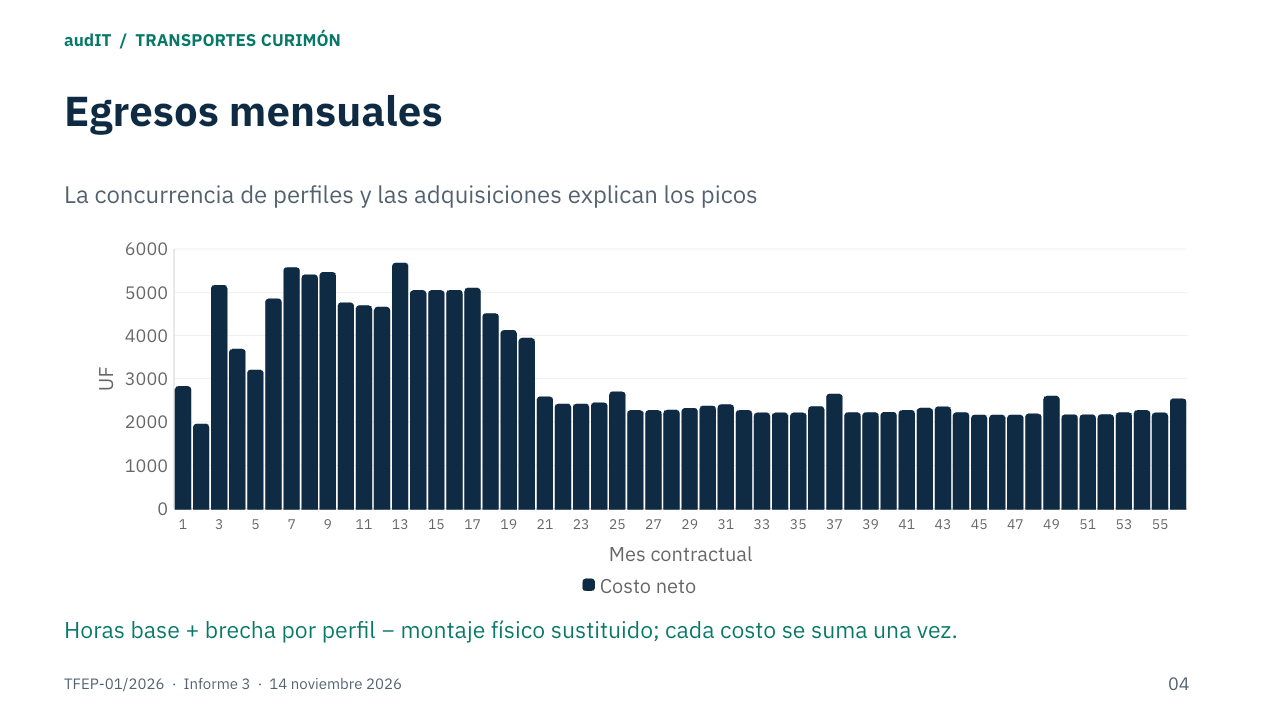 audIT / TRANSPORTES CURIMÓN
Egresos mensuales
La concurrencia de perfiles y las adquisiciones explican los picos
6000
5000
4000
3000
2000
1000
0
UF
1 3 5 7 9 11 13 15 17 19 21 23 25 27 29 31 33 35 37 39 41 43 45 47 49 51 53 55
Mes contractual
Costo neto
Horas base + brecha por perfil − montaje físico sustituido; cada costo se suma una vez.
TFEP-01/2026 · Informe 3 · 14 noviembre 2026
04